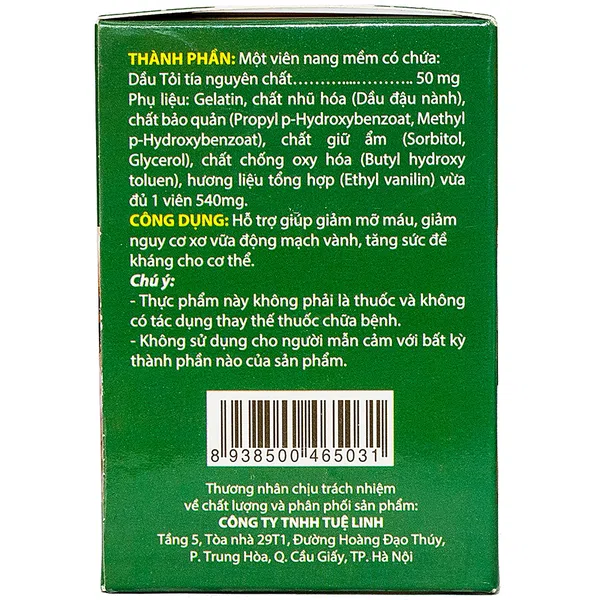 THÀNH PHẦN: Một viên nang mềm có chứa:
Dầu Tỏi tía nguyên chất………....……….. 50 mg
Phụ liệu: Gelatin, chất nhũ hóa (Dầu đậu nành),
chất bảo quản (Propyl p-Hydroxybenzoat, Methyl
p-Hydroxybenzoat), chất giữ ẩm (Sorbitol,
Glycerol), chất chống oxy hóa (Butyl hydroxy
toluen), hương liệu tổng hợp (Ethyl vanilin) vừa
đủ 1 viên 540mg.
CÔNG DỤNG: Hỗ trợ giúp giảm mỡ máu, giảm
nguy cơ xơ vữa động mạch vành, tăng sức đề
kháng cho cơ thể.
Chú ý:
- Thực phẩm này không phải là thuốc và không
có tác dụng thay thế thuốc chữa bệnh.
- Không sử dụng cho người mẫn cảm với bất kỳ
thành phần nào của sản phẩm.
8 938500 465031
Thương nhân chịu trách nhiệm
về chất lượng và phân phối sản phẩm:
CÔNG TY TNHH TUỆ LINH
Tầng 5, Tòa nhà 29T1, Đường Hoàng Đạo Thúy,
P. Trung Hòa, Q. Cầu Giấy, TP. Hà Nội